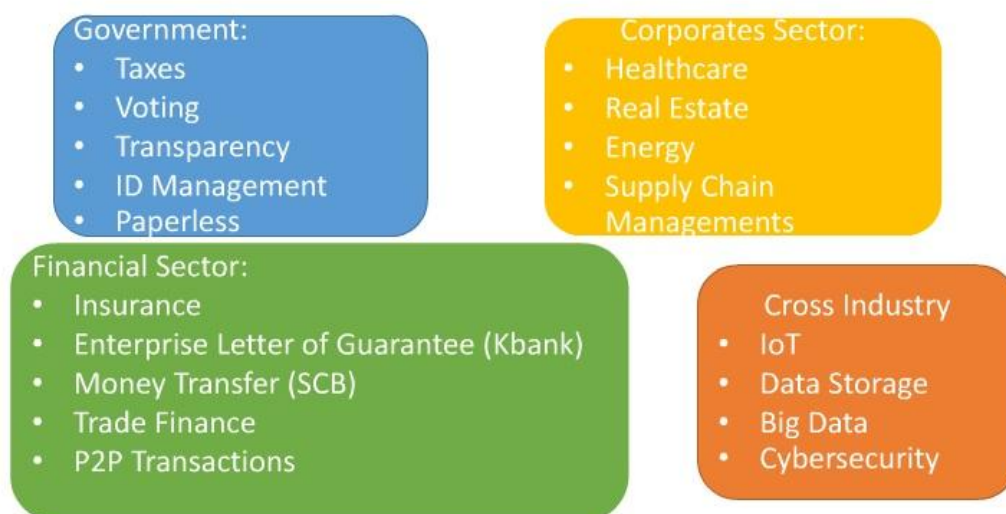 Government:
• Taxes
• Voting
• Transparency
• ID Management
• Paperless
Corporates Sector:
• Healthcare
• Real Estate
• Energy
• Supply Chain
Managements
Financial Sector:
• Insurance
• Enterprise Letter of Guarantee (Kbank)
• Money Transfer (SCB)
• Trade Finance
• P2P Transactions
Cross Industry
• IoT
• Data Storage
• Big Data
• Cybersecurity